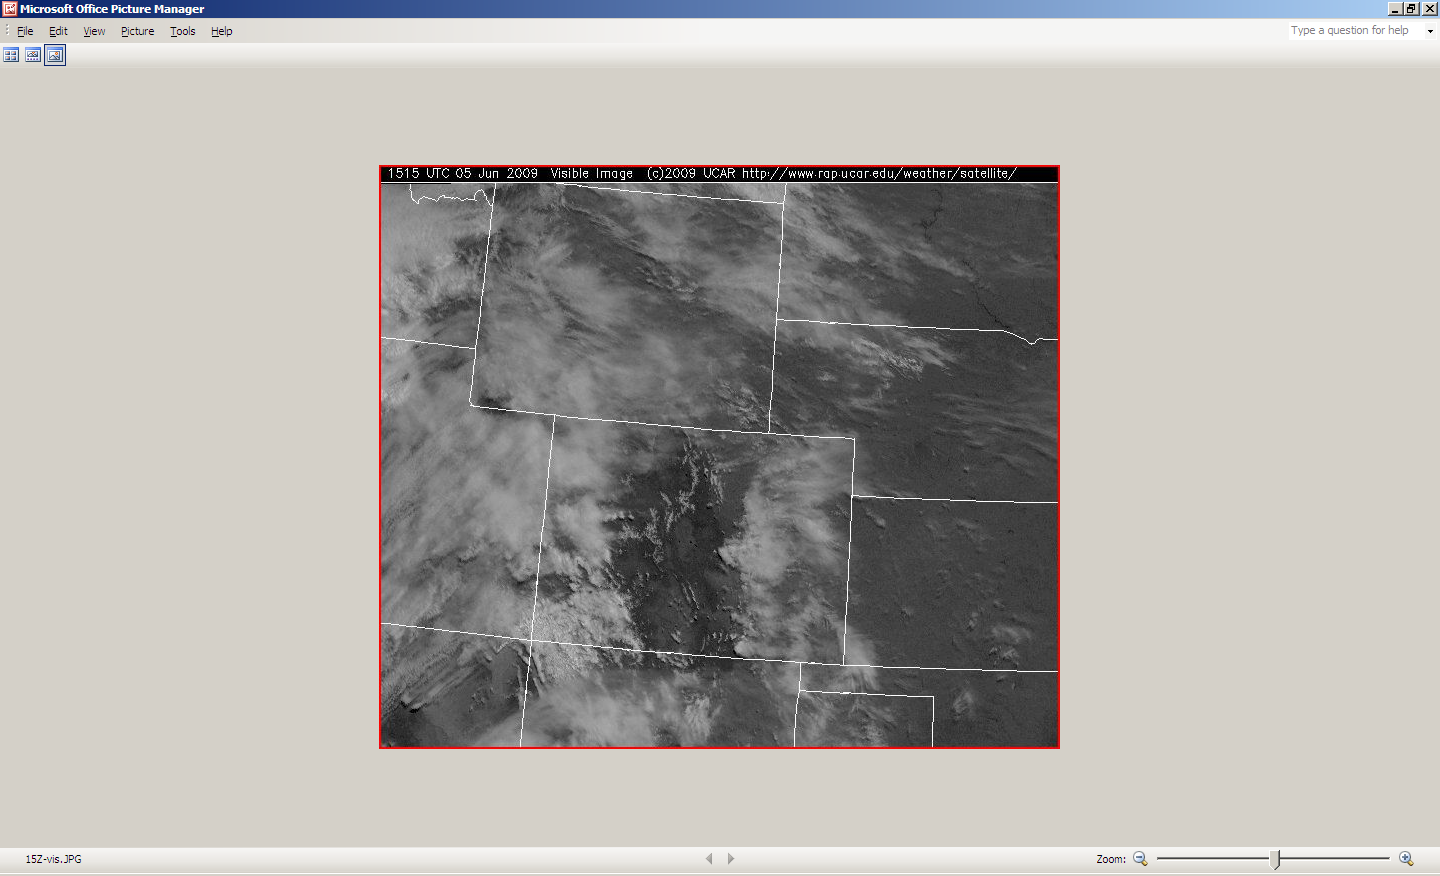 Microsoft Office Picture Manager
File Edit View Picture Tools Help
Type a question for help
1515 UTC 05 Jun 2009 Visible Image (c)2009 UCAR http://www.rap.ucar.edu/weather/satellite/
15Z-vis.JPG
Zoom: